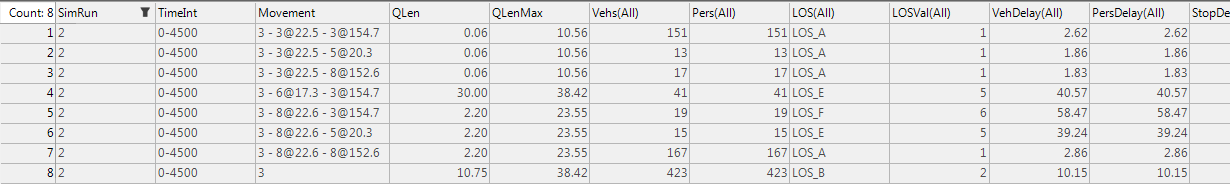 Count: 8 SimRun TimeInt Movement QLen QLenMax Vehs(All) Pers(All) LOS(All) LOSVal(All) VehDelay(All) PersDelay(All) StopDe
1 2 0-4500 3 - 3@22.5 - 3@154.7 0.06 10.56 151 151 LOS_A 1 2.62 2.62
2 2 0-4500 3 - 3@22.5 - 5@20.3 0.06 10.56 13 13 LOS_A 1 1.86 1.86
3 2 0-4500 3 - 3@22.5 - 8@152.6 0.06 10.56 17 17 LOS_A 1 1.83 1.83
4 2 0-4500 3 - 6@17.3 - 3@154.7 30.00 38.42 41 41 LOS_E 5 40.57 40.57
5 2 0-4500 3 - 8@22.6 - 3@154.7 2.20 23.55 19 19 LOS_F 6 58.47 58.47
6 2 0-4500 3 - 8@22.6 - 5@20.3 2.20 23.55 15 15 LOS_E 5 39.24 39.24
7 2 0-4500 3 - 8@22.6 - 8@152.6 2.20 23.55 167 167 LOS_A 1 2.86 2.86
8 2 0-4500 3 10.75 38.42 423 423 LOS_B 2 10.15 10.15